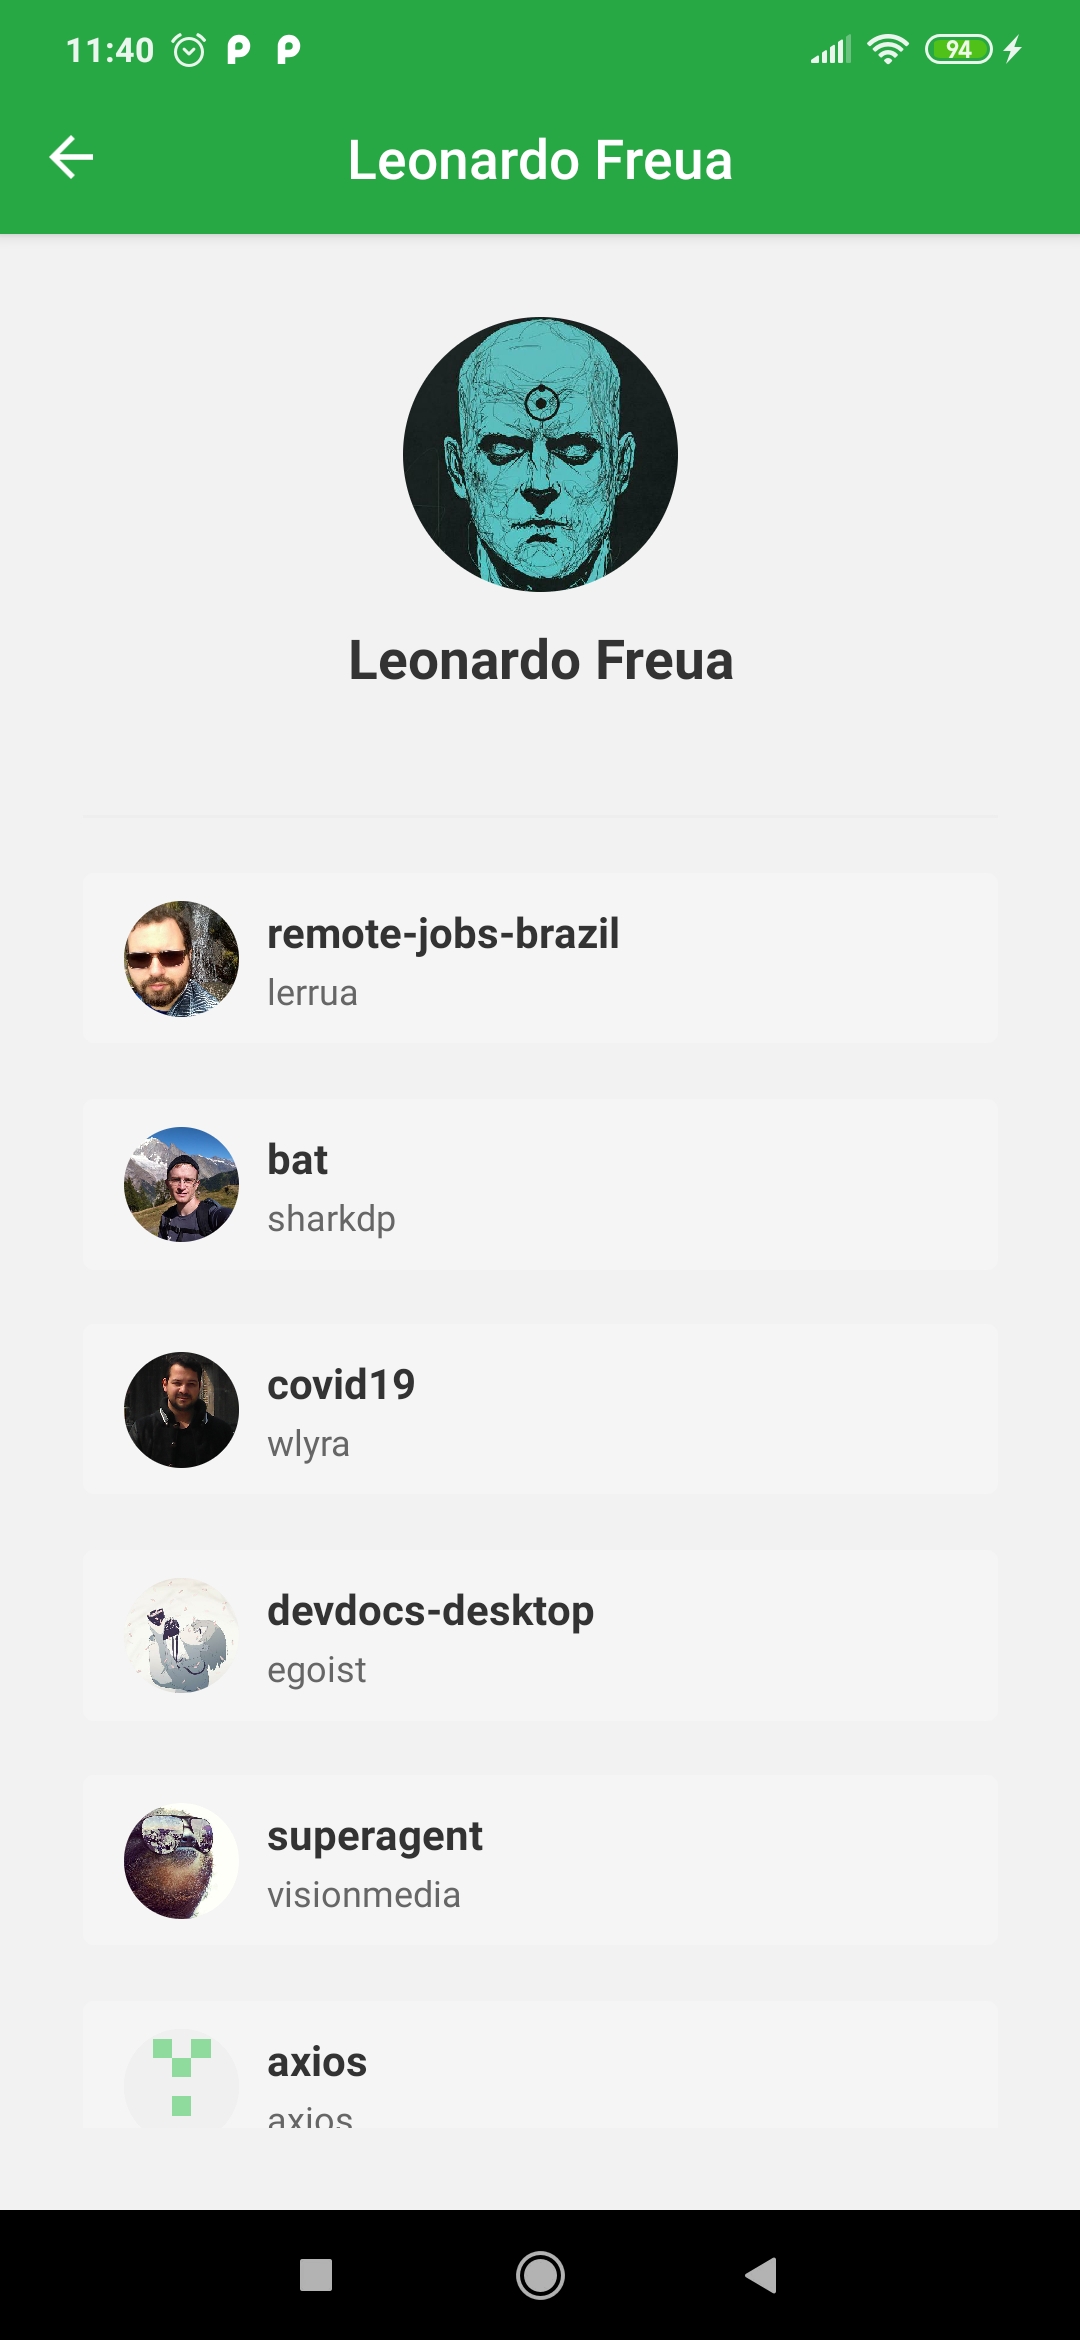 11:40
94
Leonardo Freua
Leonardo Freua
remote-jobs-brazil
lerrua
bat
sharkdp
covid19
wlyra
devdocs-desktop
egoist
superagent
visionmedia
axios
axios